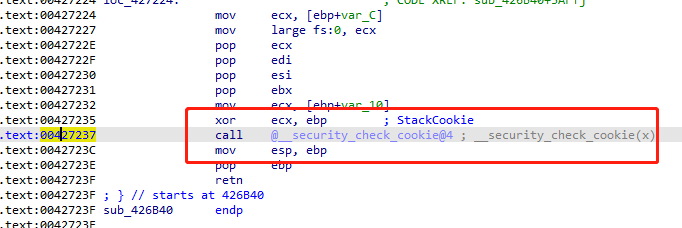 .text:00427224 loc_427224: ; CODE XREF: sub_426B40+5AF↑j
.text:00427224 mov ecx, [ebp+var_C]
.text:00427227 mov large fs:0, ecx
.text:0042722E pop ecx
.text:0042722F pop edi
.text:00427230 pop esi
.text:00427231 pop ebx
.text:00427232 mov ecx, [ebp+var_10]
.text:00427235 xor ecx, ebp ; StackCookie
.text:00427237 call @__security_check_cookie@4 ; __security_check_cookie(x)
.text:0042723C mov esp, ebp
.text:0042723E pop ebp
.text:0042723F retn
.text:0042723F ; } // starts at 426B40
.text:0042723F sub_426B40 endp
.text:0042723F